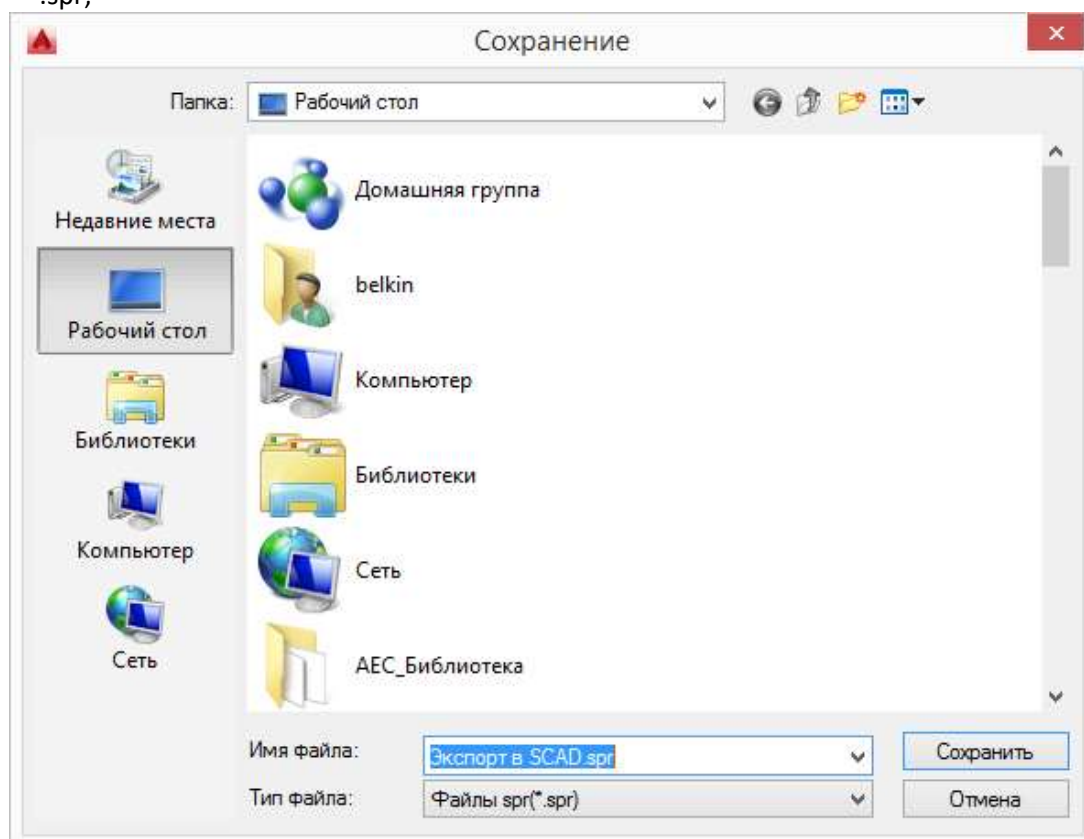 .spr;
Сохранение
Папка:
Рабочий стол
Недавние места
Рабочий стол
Библиотеки
Компьютер
Сеть
Домашняя группа
belkin
Компьютер
Библиотеки
Сеть
АЕС_Библиотека
Имя файла:
Экспорт в SCAD.spr
Сохранить
Тип файла:
Файлы spr(*.spr)
Отмена